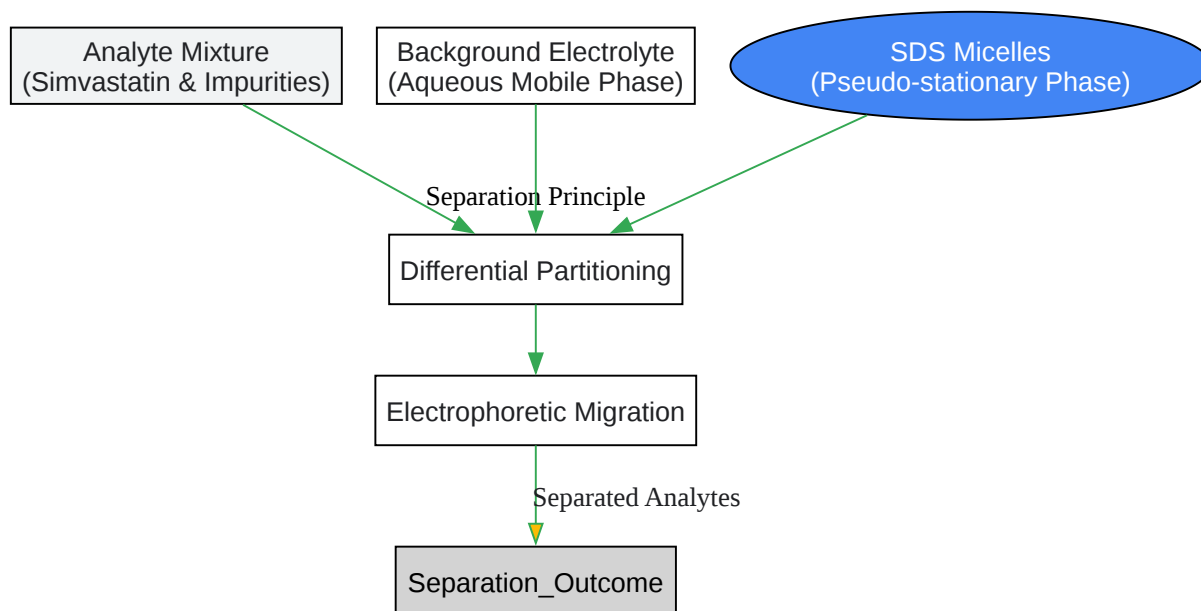 Analyte Mixture
(Simvastatin & Impurities)
Background Electrolyte
(Aqueous Mobile Phase)
SDS Micelles
(Pseudo-stationary Phase)
Separation Principle
Differential Partitioning
Electrophoretic Migration
Separated Analytes
Separation_Outcome